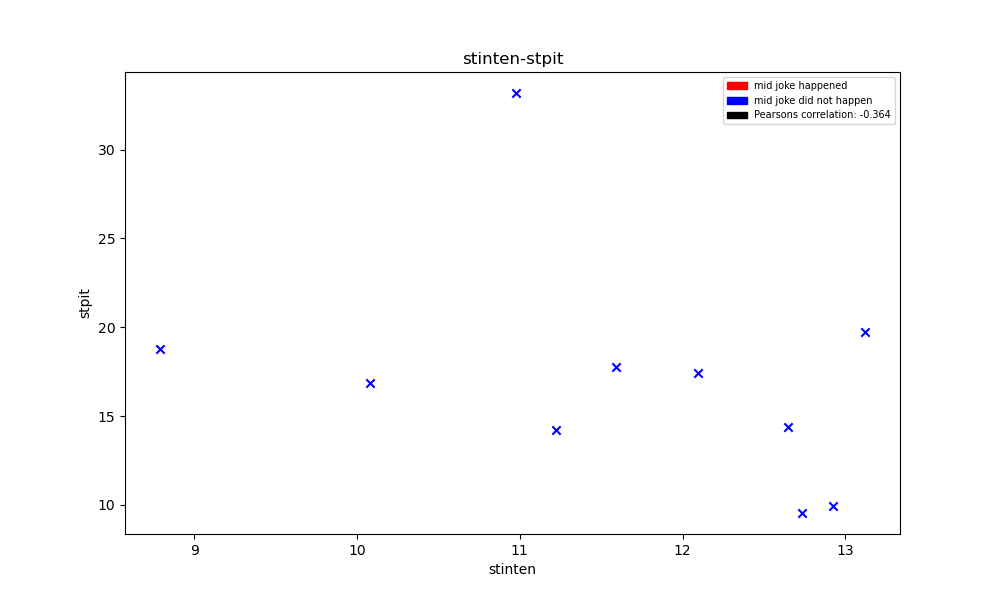 stinten-stpit
mid joke happened
mid joke did not happen
Pearsons correlation: -0.364
30
25
20
15
10
stpit
9
10
11
12
13
stinten